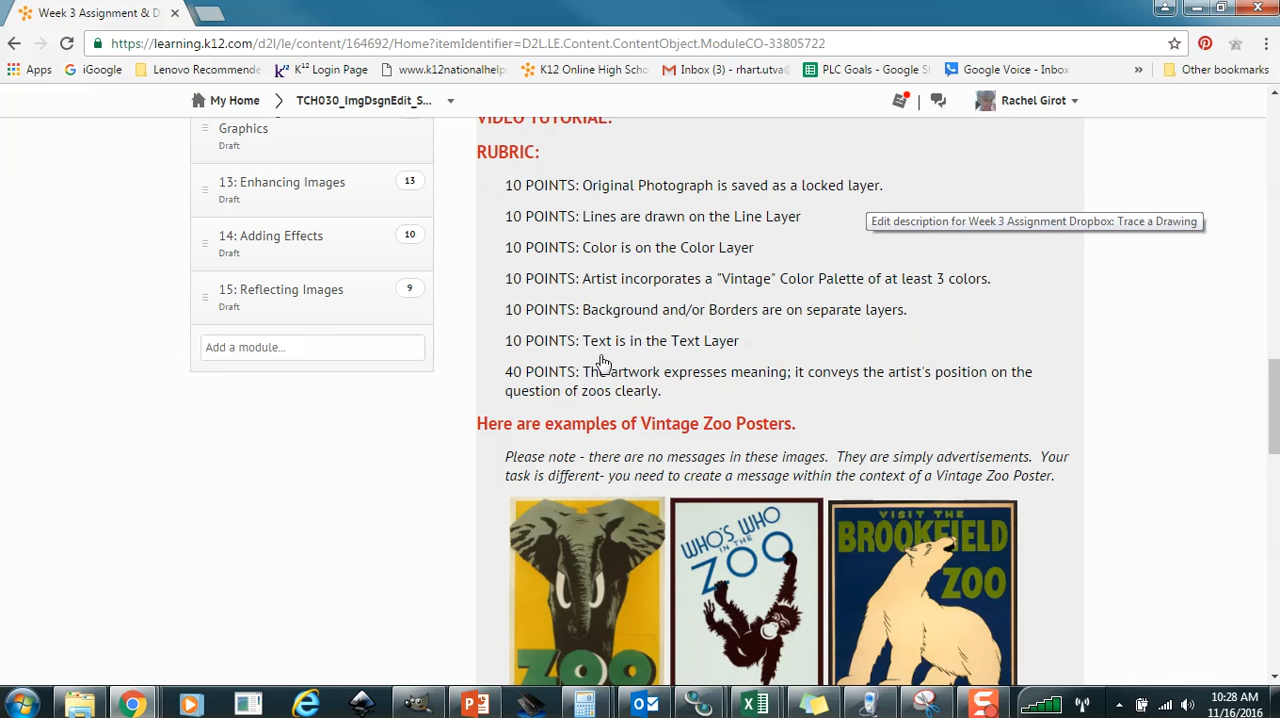 Week 3 Assignment & D
https://learning.k12.com/d2l/le/content/164692/Home?itemIdentifier=D2L.LE.Content.ContentObject.ModuleCO-33805722
Apps iGoogle Lenovo Recommende K12 Login Page www.k12nationalhelp K12 Online High Scho Inbox (3) - rhart.utva PLC Goals - Google S Google Voice - Inbox » Other bookmarks
My Home TCH030_ImgDsgnEdit_S... Rachel Girot
Graphics
Draft
13: Enhancing Images 13
Draft
14: Adding Effects 10
Draft
15: Reflecting Images 9
Draft
Add a module...
VIDEO TUTORIAL:
RUBRIC:
10 POINTS: Original Photograph is saved as a locked layer.
10 POINTS: Lines are drawn on the Line Layer
Edit description for Week 3 Assignment Dropbox: Trace a Drawing
10 POINTS: Color is on the Color Layer
10 POINTS: Artist incorporates a "Vintage" Color Palette of at least 3 colors.
10 POINTS: Background and/or Borders are on separate layers.
10 POINTS: Text is in the Text Layer
40 POINTS: The artwork expresses meaning; it conveys the artist's position on the
question of zoos clearly.
Here are examples of Vintage Zoo Posters.
Please note - there are no messages in these images. They are simply advertisements. Your
task is different- you need to create a message within the context of a Vintage Zoo Poster.
ZOO
WHO'S WHO
IN THE
ZOO
VISIT THE
BROOKFIELD
ZOO
10:28 AM
11/16/2016